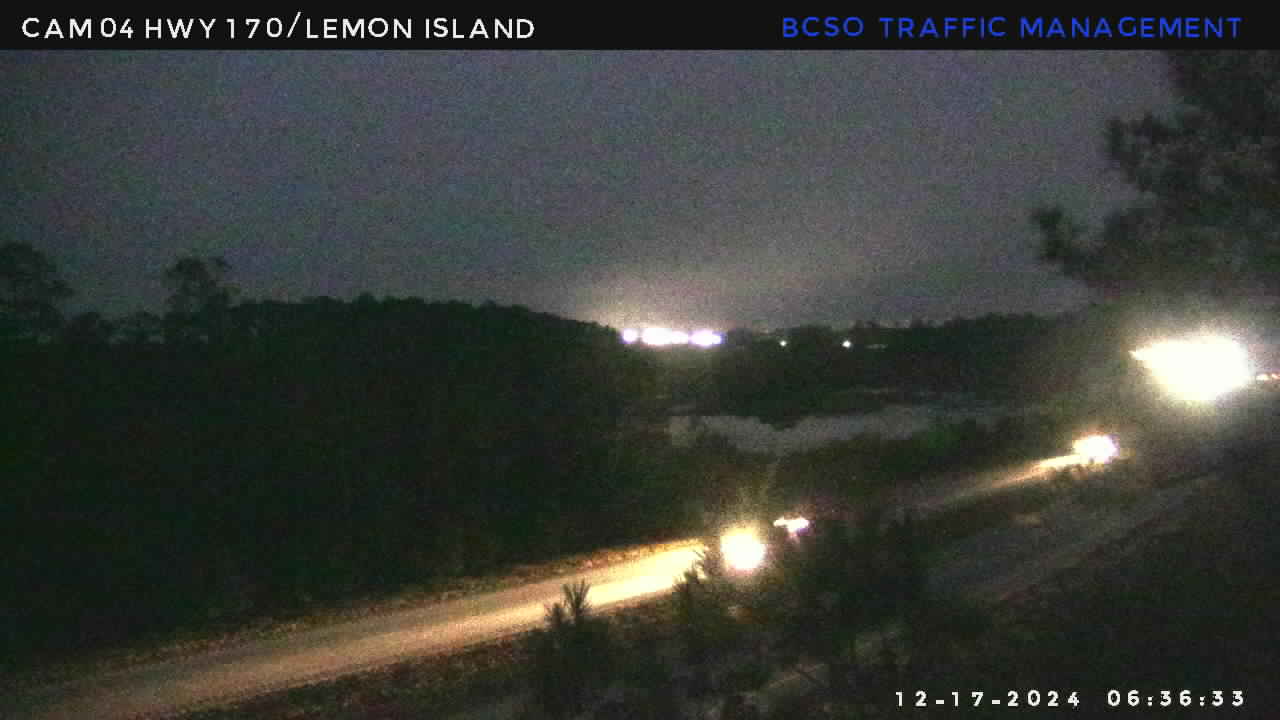 CAM04 HWY 170/LEMON ISLAND
BCSO TRAFFIC MANAGEMENT
12-17-2024 06:36:33